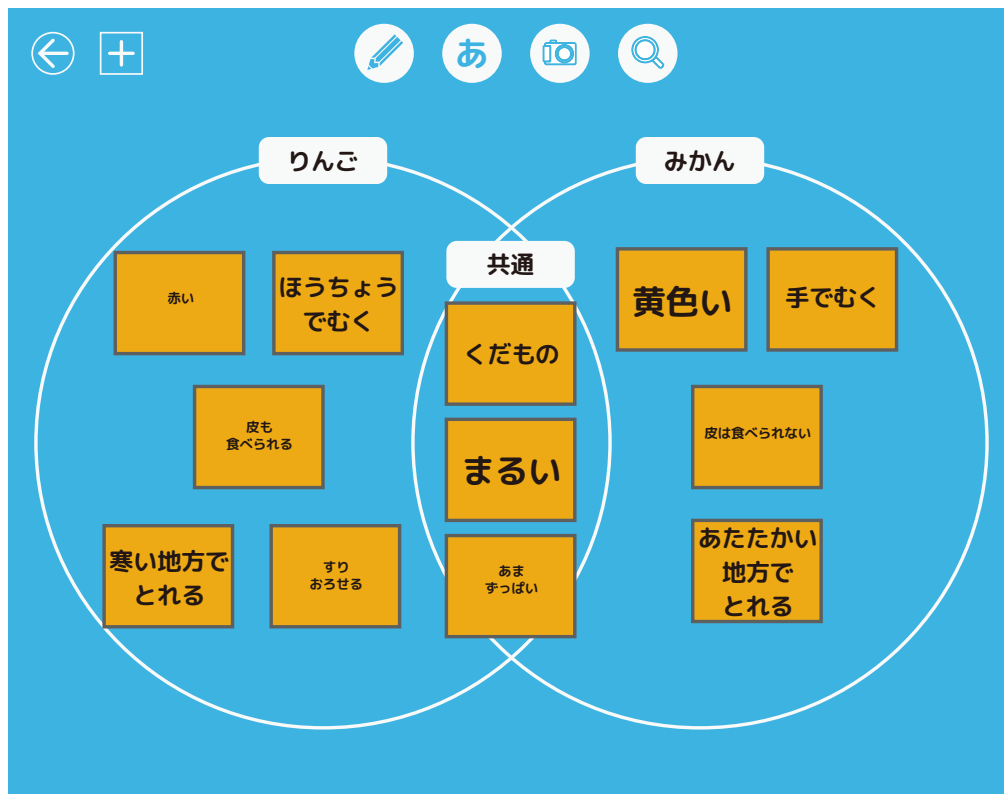 あ
りんご
みかん
共通
赤い
ほうちょう
でむく
皮も
食べられる
寒い地方で
とれる
すり
おろせる
くだもの
まるい
あま
ずっぱい
黄色い
手でむく
皮は食べられない
あたたかい
地方で
とれる